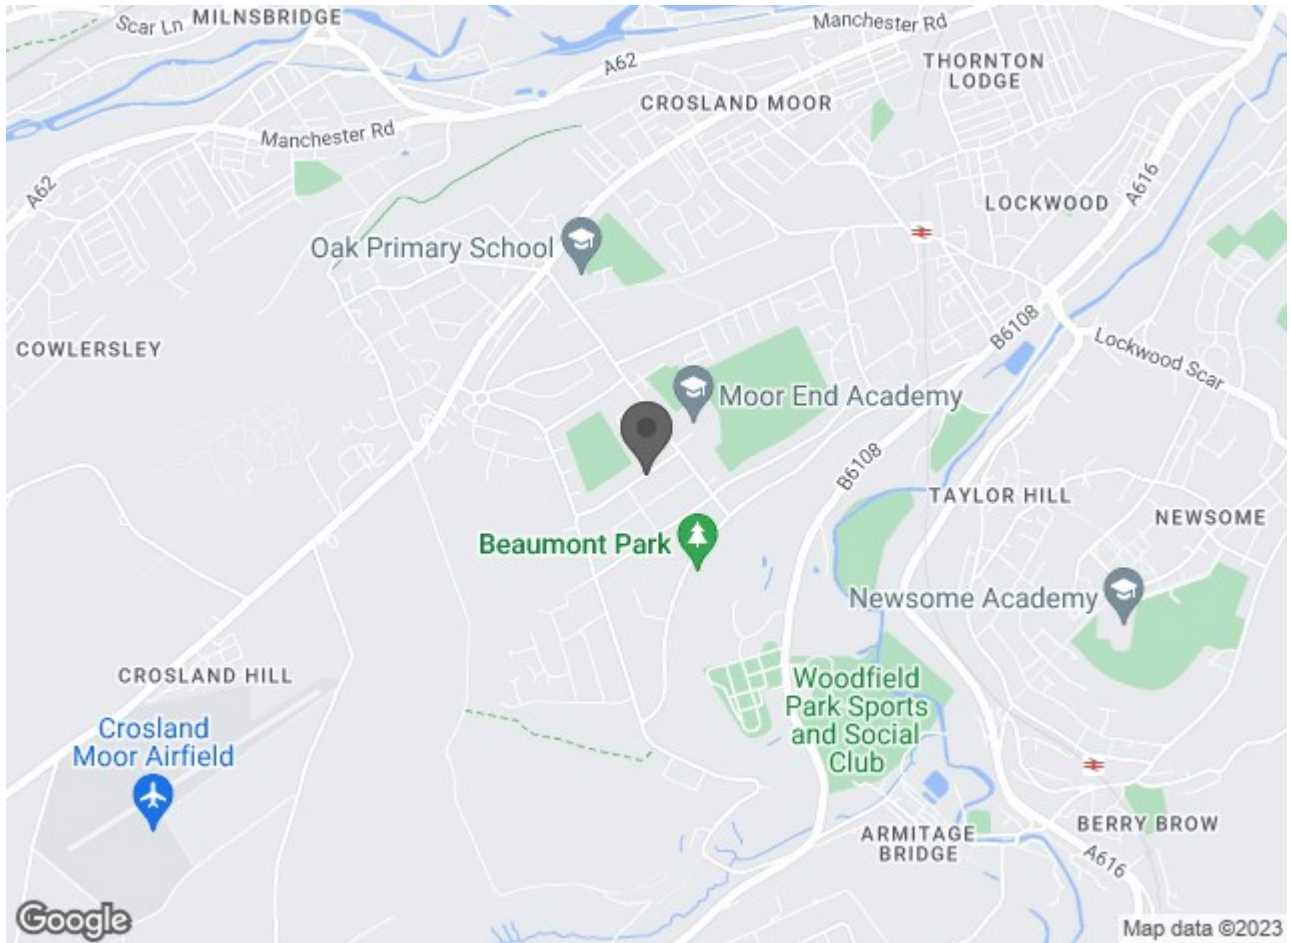 MILNSBRIDGE
Scar Ln
Manchester Rd
A62
THORNTON
LODGE
CROSLAND MOOR
Manchester Rd
A62
A616
LOCKWOOD
Oak Primary School
B6108
Lockwood Scar
COWLERSLEY
Moor End Academy
B6108
TAYLOR HILL
NEWSOME
Beaumont Park
Newsome Academy
CROSLAND HILL
Woodfield
Park Sports
and Social
Club
Crosland
Moor Airfield
ARMITAGE
BRIDGE
BERRY BROW
A616
Google
Map data ©2023